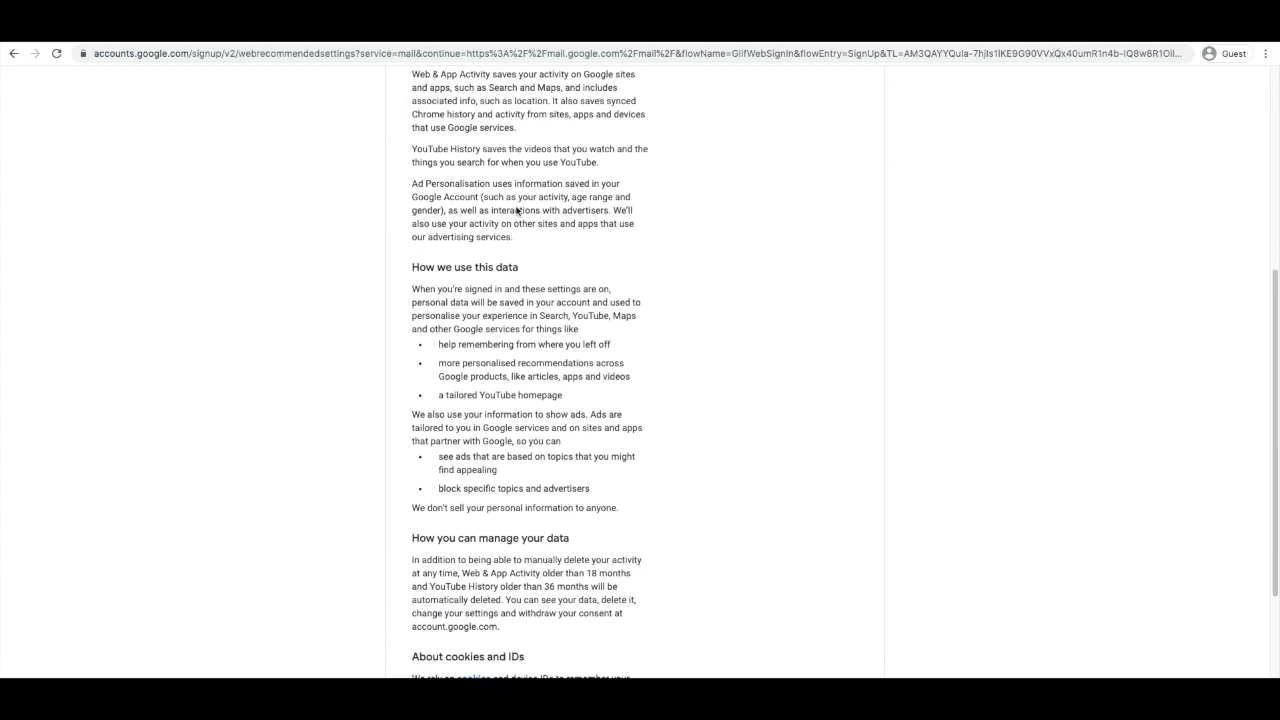 accounts.google.com/signup/v2/webrecommendedsettings?service=mail&continue=https%3A%2F%2Fmail.google.com%2Fmail%2F&flowName=GlifWebSignIn&flowEntry=SignUp&TL=
Guest
Web & App Activity saves your activity on Google sites
and apps, such as Search and Maps, and includes
associated info, such as location. It also saves synced
Chrome history and activity from sites, apps and devices
that use Google services.
YouTube History saves the videos that you watch and the
things you search for when you use YouTube.
Ad Personalisation uses information saved in your
Google Account (such as your activity, age range and
gender), as well as interactions with advertisers. We'll
also use your activity on other sites and apps that use
our advertising services.
How we use this data
When you're signed in and these settings are on,
personal data will be saved in your account and used to
personalise your experience in Search, YouTube, Maps
and other Google services for things like
• help remembering from where you left off
• more personalised recommendations across
Google products, like articles, apps and videos
• a tailored YouTube homepage
We also use your information to show ads. Ads are
tailored to you in Google services and on sites and apps
that partner with Google, so you can
• see ads that are based on topics that you might
find appealing
• block specific topics and advertisers
We don't sell your personal information to anyone.
How you can manage your data
In addition to being able to manually delete your activity
at any time, Web & App Activity older than 18 months
and YouTube History older than 36 months will be
automatically deleted. You can see your data, delete it,
change your settings and withdraw your consent at
account.google.com.
About cookies and IDs
We rely on cookies and device IDs to remember your